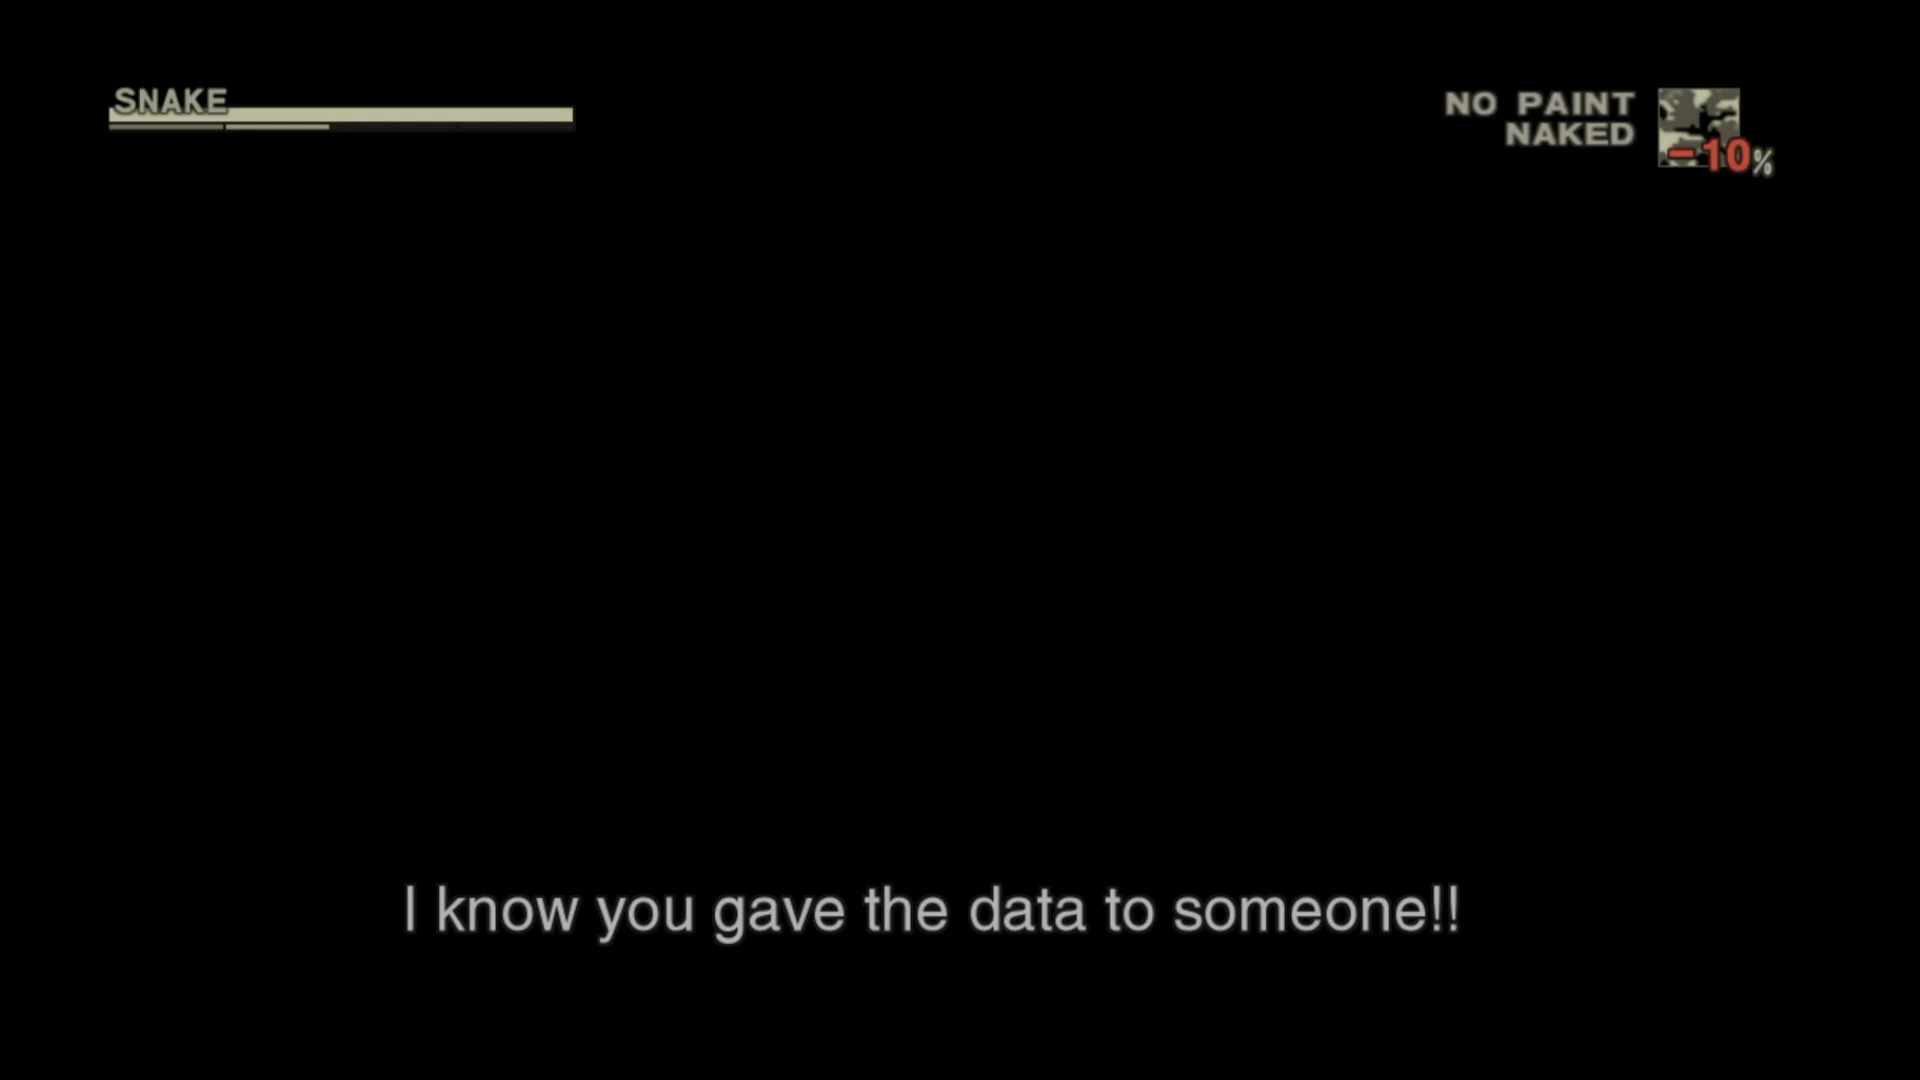 SNAKE
NO PAINT
NAKED
-10%
I know you gave the data to someone!!